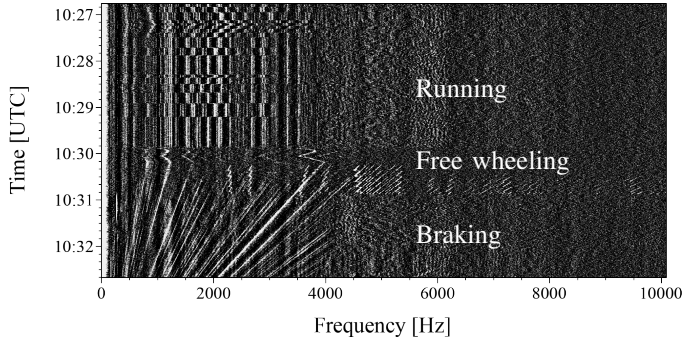 10:27
10:28
Running
10:29
10:30
Free wheeling
10:31
Braking
10:32
Time [UTC]
0 2000 4000 6000 8000 10000
Frequency [Hz]